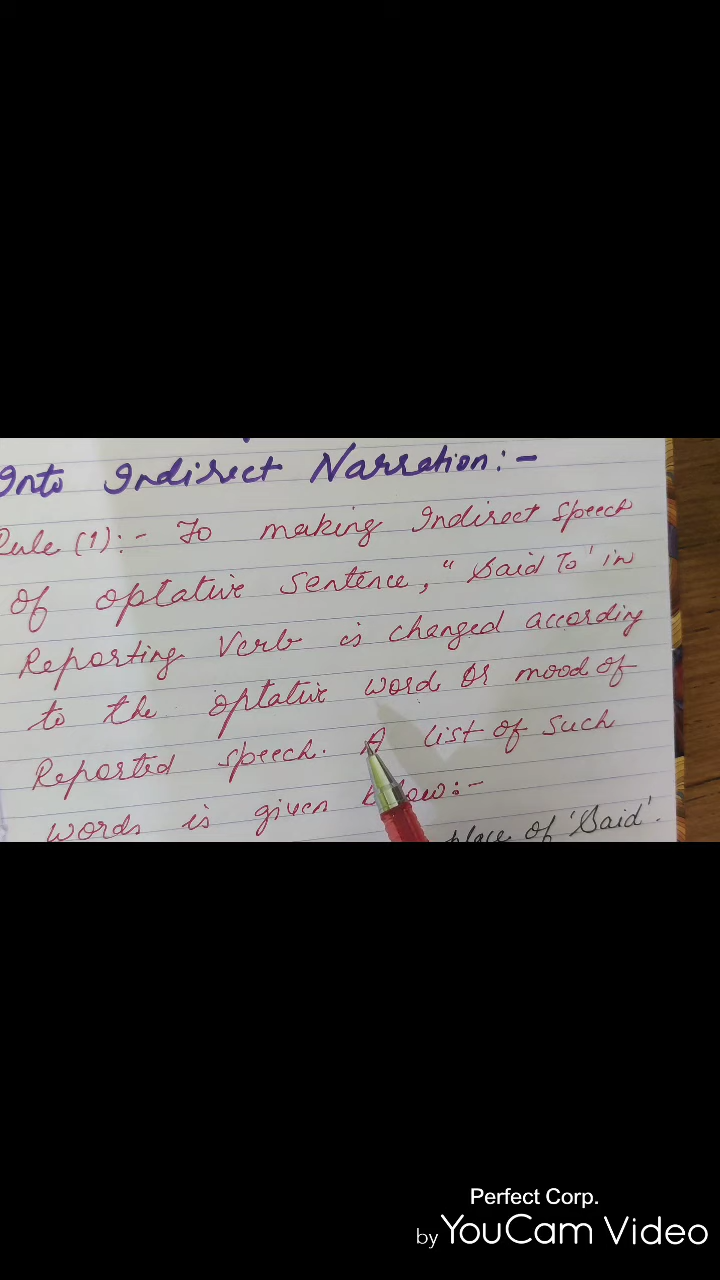 Into Indirect Narration:-
Rule (1):- To making Indirect speech
of optative sentence, "said To' in
Reporting Verb is changed according
to the optative word or mood of
Reported speech. A list of such
words is given below:-
place of 'Said'.
Perfect Corp.
by YouCam Video